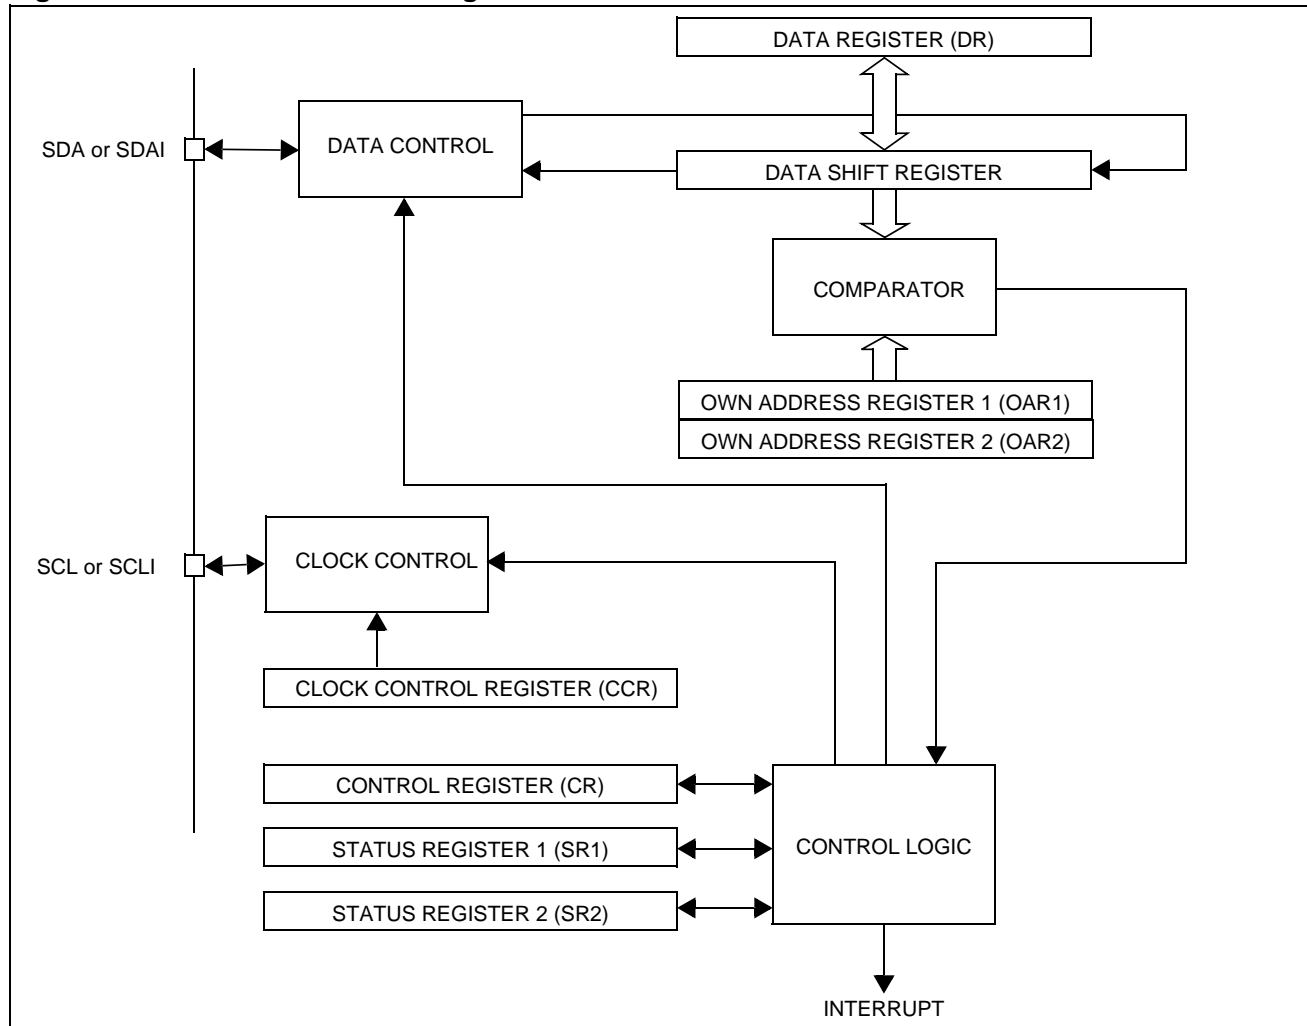 DATA REGISTER (DR)
SDA or SDAI
DATA CONTROL
DATA SHIFT REGISTER
COMPARATOR
OWN ADDRESS REGISTER 1 (OAR1)
OWN ADDRESS REGISTER 2 (OAR2)
SCL or SCLI
CLOCK CONTROL
CLOCK CONTROL REGISTER (CCR)
CONTROL REGISTER (CR)
STATUS REGISTER 1 (SR1)
CONTROL LOGIC
STATUS REGISTER 2 (SR2)
INTERRUPT